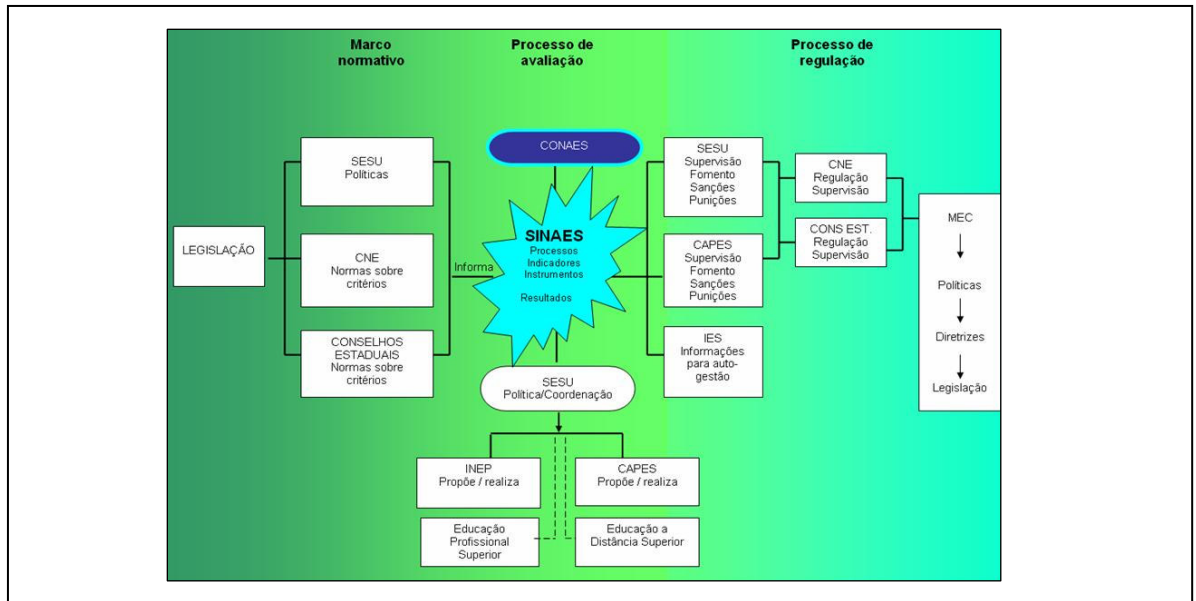 Marco
normativo
Processo de
avaliação
Processo de
regulação
LEGISLAÇÃO
SESU
Políticas
CNE
Normas sobre
critérios
CONSELHOS
ESTADUAIS
Normas sobre
critérios
Informa
CONAES
SINAES
Processos
Indicadores
Instrumentos
Resultados
SESU
Política/Coordenação
INEP
Propõe / realiza
CAPES
Propõe / realiza
Educação
Profissional
Superior
Educação a
Distância Superior
SESU
Supervisão
Fomento
Sanções
Punições
CAPES
Supervisão
Fomento
Sanções
Punições
IES
Informações
para auto-
gestão
CNE
Regulação
Supervisão
CONS EST.
Regulação
Supervisão
MEC
Políticas
Diretrizes
Legislação